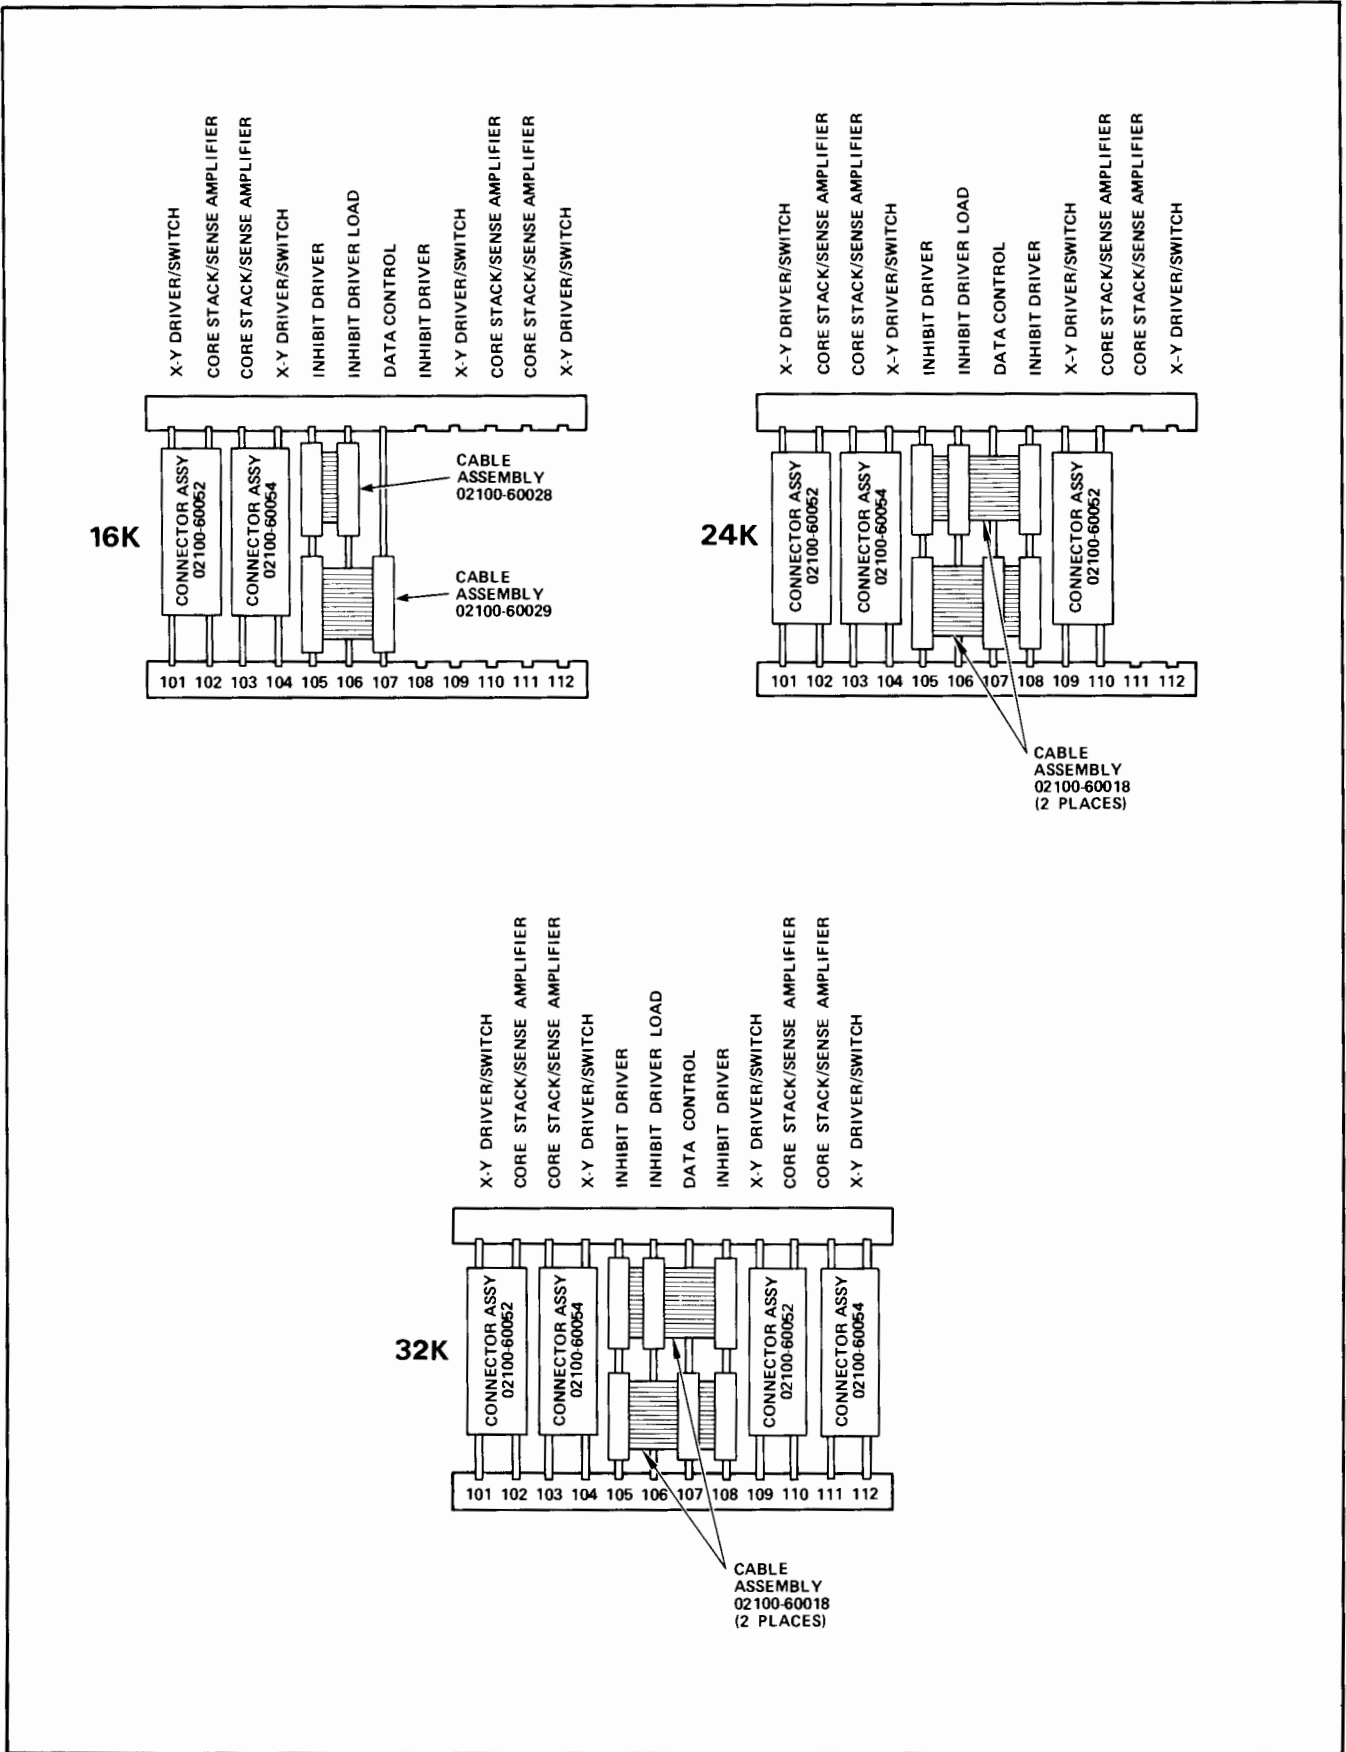 X-Y DRIVER/SWITCH
CORE STACK/SENSE AMPLIFIER
CORE STACK/SENSE AMPLIFIER
X-Y DRIVER/SWITCH
INHIBIT DRIVER
INHIBIT DRIVER LOAD
DATA CONTROL
INHIBIT DRIVER
X-Y DRIVER/SWITCH
CORE STACK/SENSE AMPLIFIER
CORE STACK/SENSE AMPLIFIER
X-Y DRIVER/SWITCH
16K
CONNECTOR ASSY
02100-60052
CONNECTOR ASSY
02100-60054
CABLE
ASSEMBLY
02100-60028
CABLE
ASSEMBLY
02100-60029
101 102 103 104 105 106 107 108 109 110 111 112
X-Y DRIVER/SWITCH
CORE STACK/SENSE AMPLIFIER
CORE STACK/SENSE AMPLIFIER
X-Y DRIVER/SWITCH
INHIBIT DRIVER
INHIBIT DRIVER LOAD
DATA CONTROL
INHIBIT DRIVER
X-Y DRIVER/SWITCH
CORE STACK/SENSE AMPLIFIER
CORE STACK/SENSE AMPLIFIER
X-Y DRIVER/SWITCH
24K
CONNECTOR ASSY
02100-60052
CONNECTOR ASSY
02100-60054
CONNECTOR ASSY
02100-60052
101 102 103 104 105 106 107 108 109 110 111 112
CABLE
ASSEMBLY
02100-60018
(2 PLACES)
X-Y DRIVER/SWITCH
CORE STACK/SENSE AMPLIFIER
CORE STACK/SENSE AMPLIFIER
X-Y DRIVER/SWITCH
INHIBIT DRIVER
INHIBIT DRIVER LOAD
DATA CONTROL
INHIBIT DRIVER
X-Y DRIVER/SWITCH
CORE STACK/SENSE AMPLIFIER
CORE STACK/SENSE AMPLIFIER
X-Y DRIVER/SWITCH
32K
CONNECTOR ASSY
02100-60052
CONNECTOR ASSY
02100-60054
CONNECTOR ASSY
02100-60052
CONNECTOR ASSY
02100-60054
101 102 103 104 105 106 107 108 109 110 111 112
CABLE
ASSEMBLY
02100-60018
(2 PLACES)